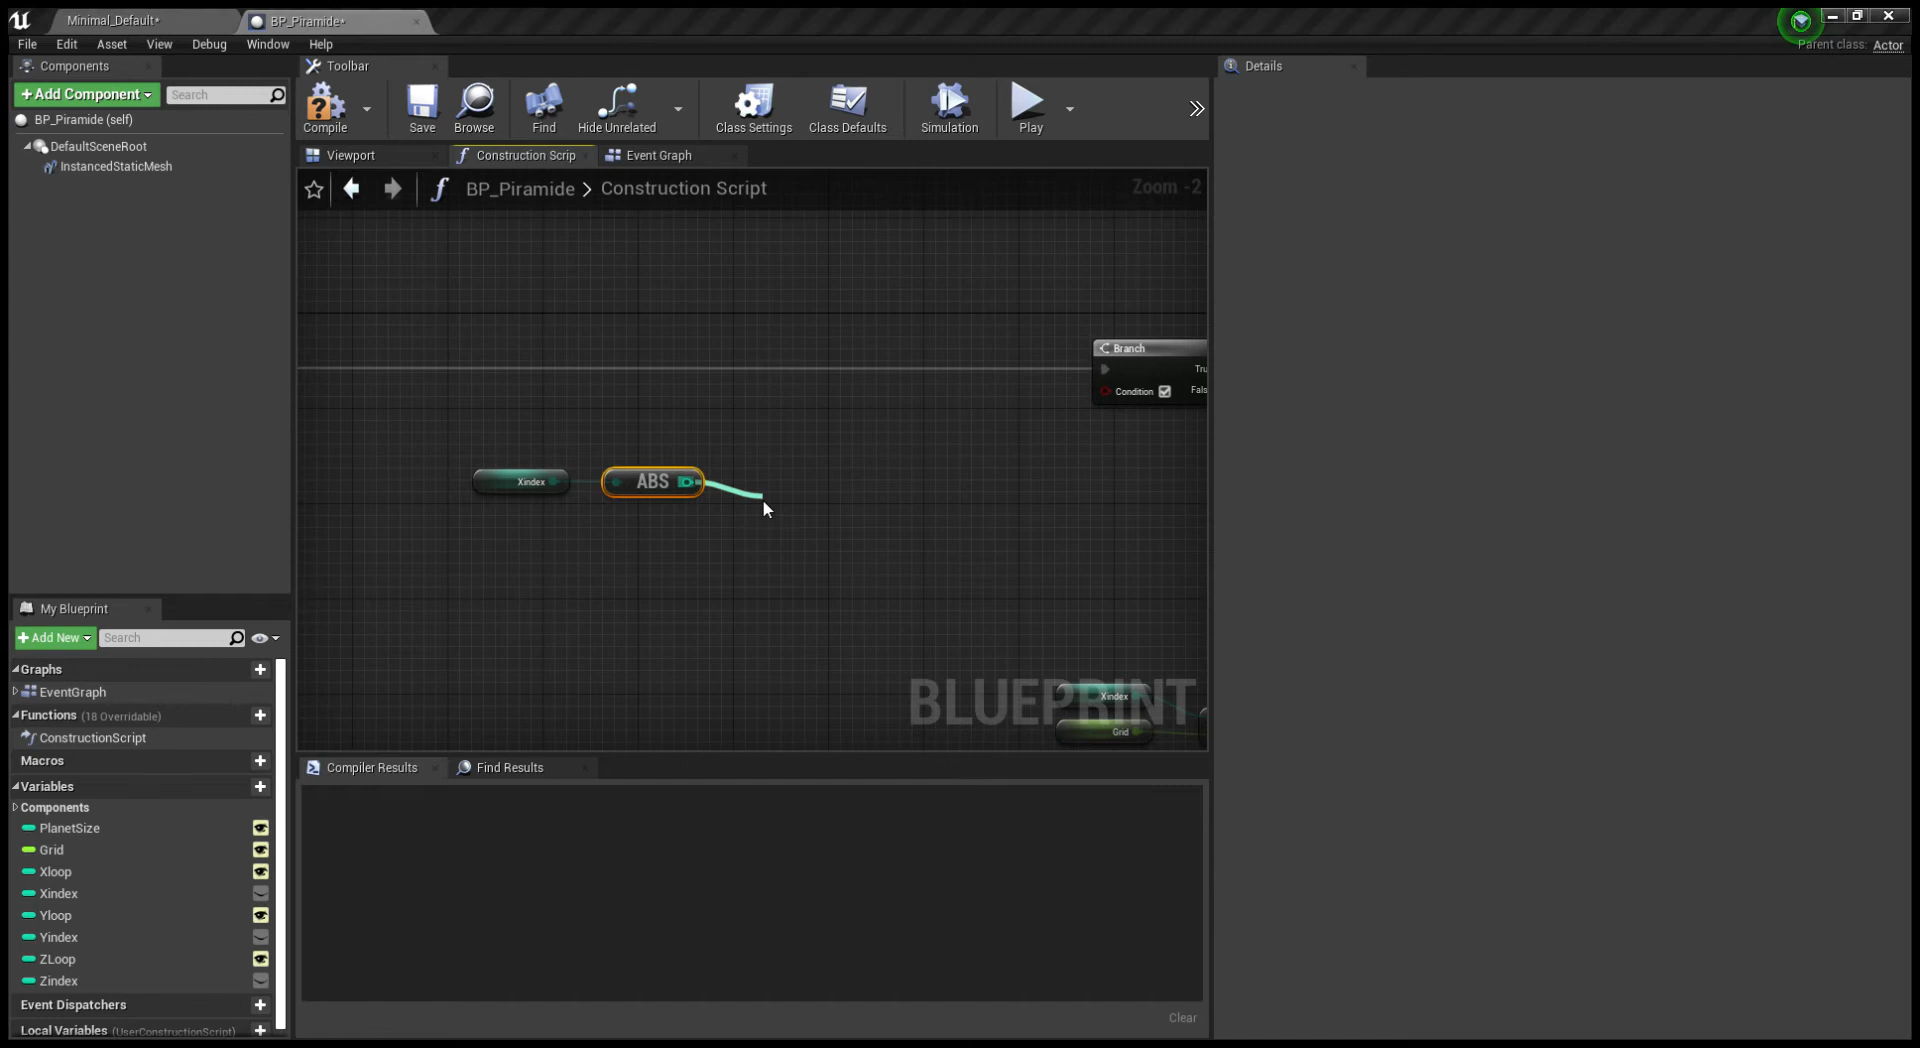 Minimal_Default*
BP_Piramide*
File Edit Asset View Debug Window Help
Parent class: Actor
Components
Toolbar
Details
+Add Component
Search
BP_Piramide (self)
DefaultSceneRoot
InstancedStaticMesh
Compile Save Browse Find Hide Unrelated Class Settings Class Defaults Simulation Play
Viewport
Construction Scrip
Event Graph
BP_Piramide > Construction Script
Zoom -2
Branch
Tru
Condition
Fals
Xindex
ABS
BLUEPRINT
Xindex
Grid
My Blueprint
+Add New
Search
Graphs
EventGraph
Functions (18 Overridable)
ConstructionScript
Macros
Variables
Components
PlanetSize
Grid
Xloop
Xindex
Yloop
Yindex
ZLoop
Zindex
Event Dispatchers
Local Variables (UserConstructionScript)
Compiler Results
Find Results
Clear